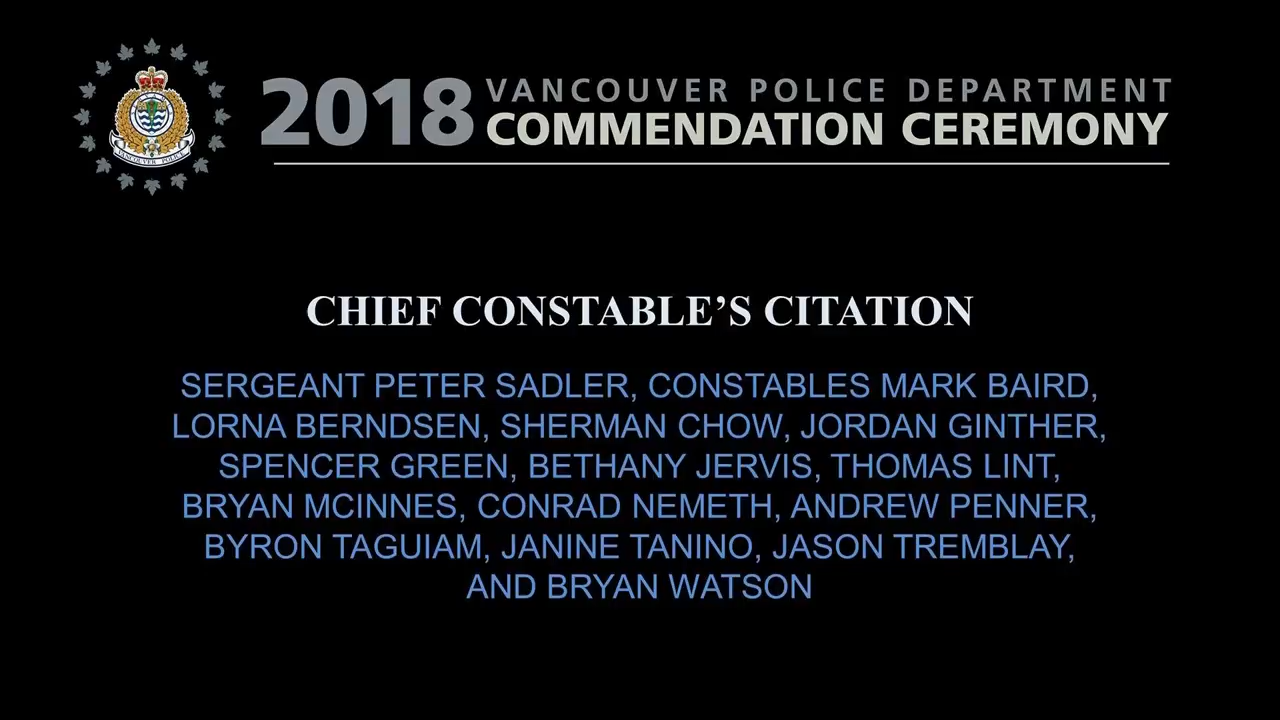 VANCOUVER POLICE
2018 VANCOUVER POLICE DEPARTMENT
COMMENDATION CEREMONY
CHIEF CONSTABLE’S CITATION
SERGEANT PETER SADLER, CONSTABLES MARK BAIRD,
LORNA BERNDSEN, SHERMAN CHOW, JORDAN GINTHER,
SPENCER GREEN, BETHANY JERVIS, THOMAS LINT,
BRYAN MCINNES, CONRAD NEMETH, ANDREW PENNER,
BYRON TAGUIAM, JANINE TANINO, JASON TREMBLAY,
AND BRYAN WATSON